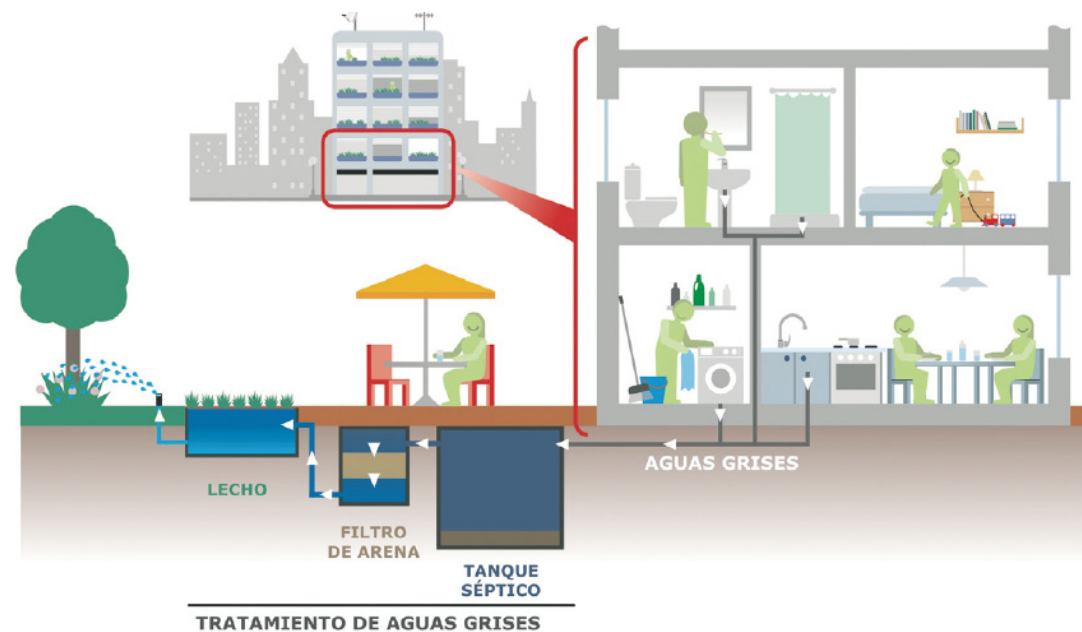 AGUAS GRISES
LECHO
FILTRO
DE ARENA
TANQUE
SÉPTICO
TRATAMIENTO DE AGUAS GRISES